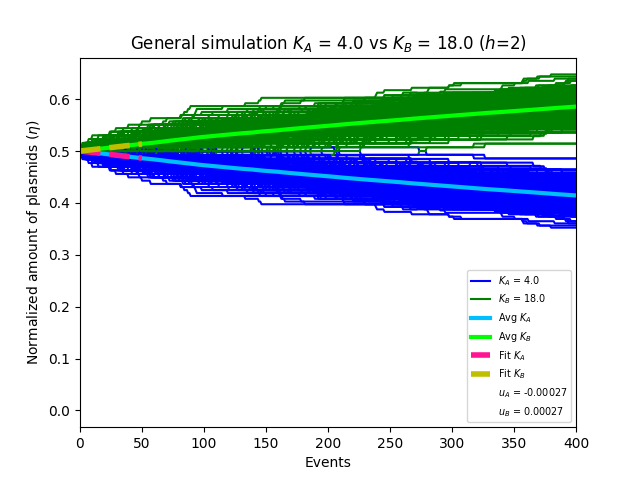 General simulation K_A = 4.0 vs K_B = 18.0 (h=2)
Normalized amount of plasmids (η)
0.6
0.5
0.4
0.3
0.2
0.1
0.0
K_A = 4.0
K_B = 18.0
Avg K_A
Avg K_B
Fit K_A
Fit K_B
u_A = -0.00027
u_B = 0.00027
0 50 100 150 200 250 300 350 400
Events